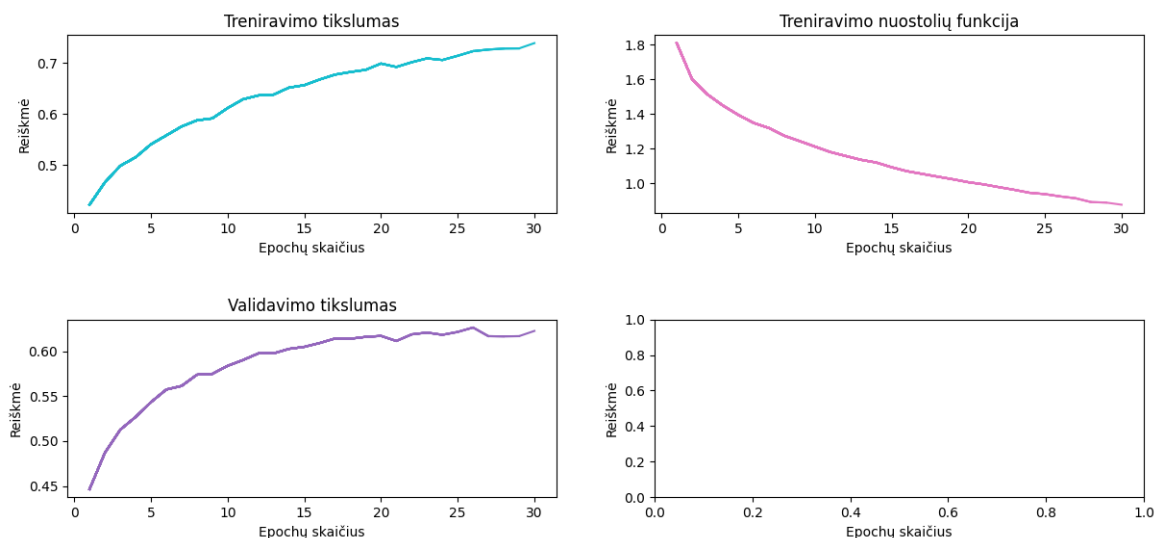 Treniravimo tikslumas
Reiškmė
0.7
0.6
0.5
0 5 10 15 20 25 30
Epochų skaičius
Treniravimo nuostolių funkcija
Reiškmė
1.8
1.6
1.4
1.2
1.0
0 5 10 15 20 25 30
Epochų skaičius
Validavimo tikslumas
Reiškmė
0.60
0.55
0.50
0.45
0 5 10 15 20 25 30
Epochų skaičius
Reiškmė
1.0
0.8
0.6
0.4
0.2
0.0
0.0 0.2 0.4 0.6 0.8 1.0
Epochų skaičius